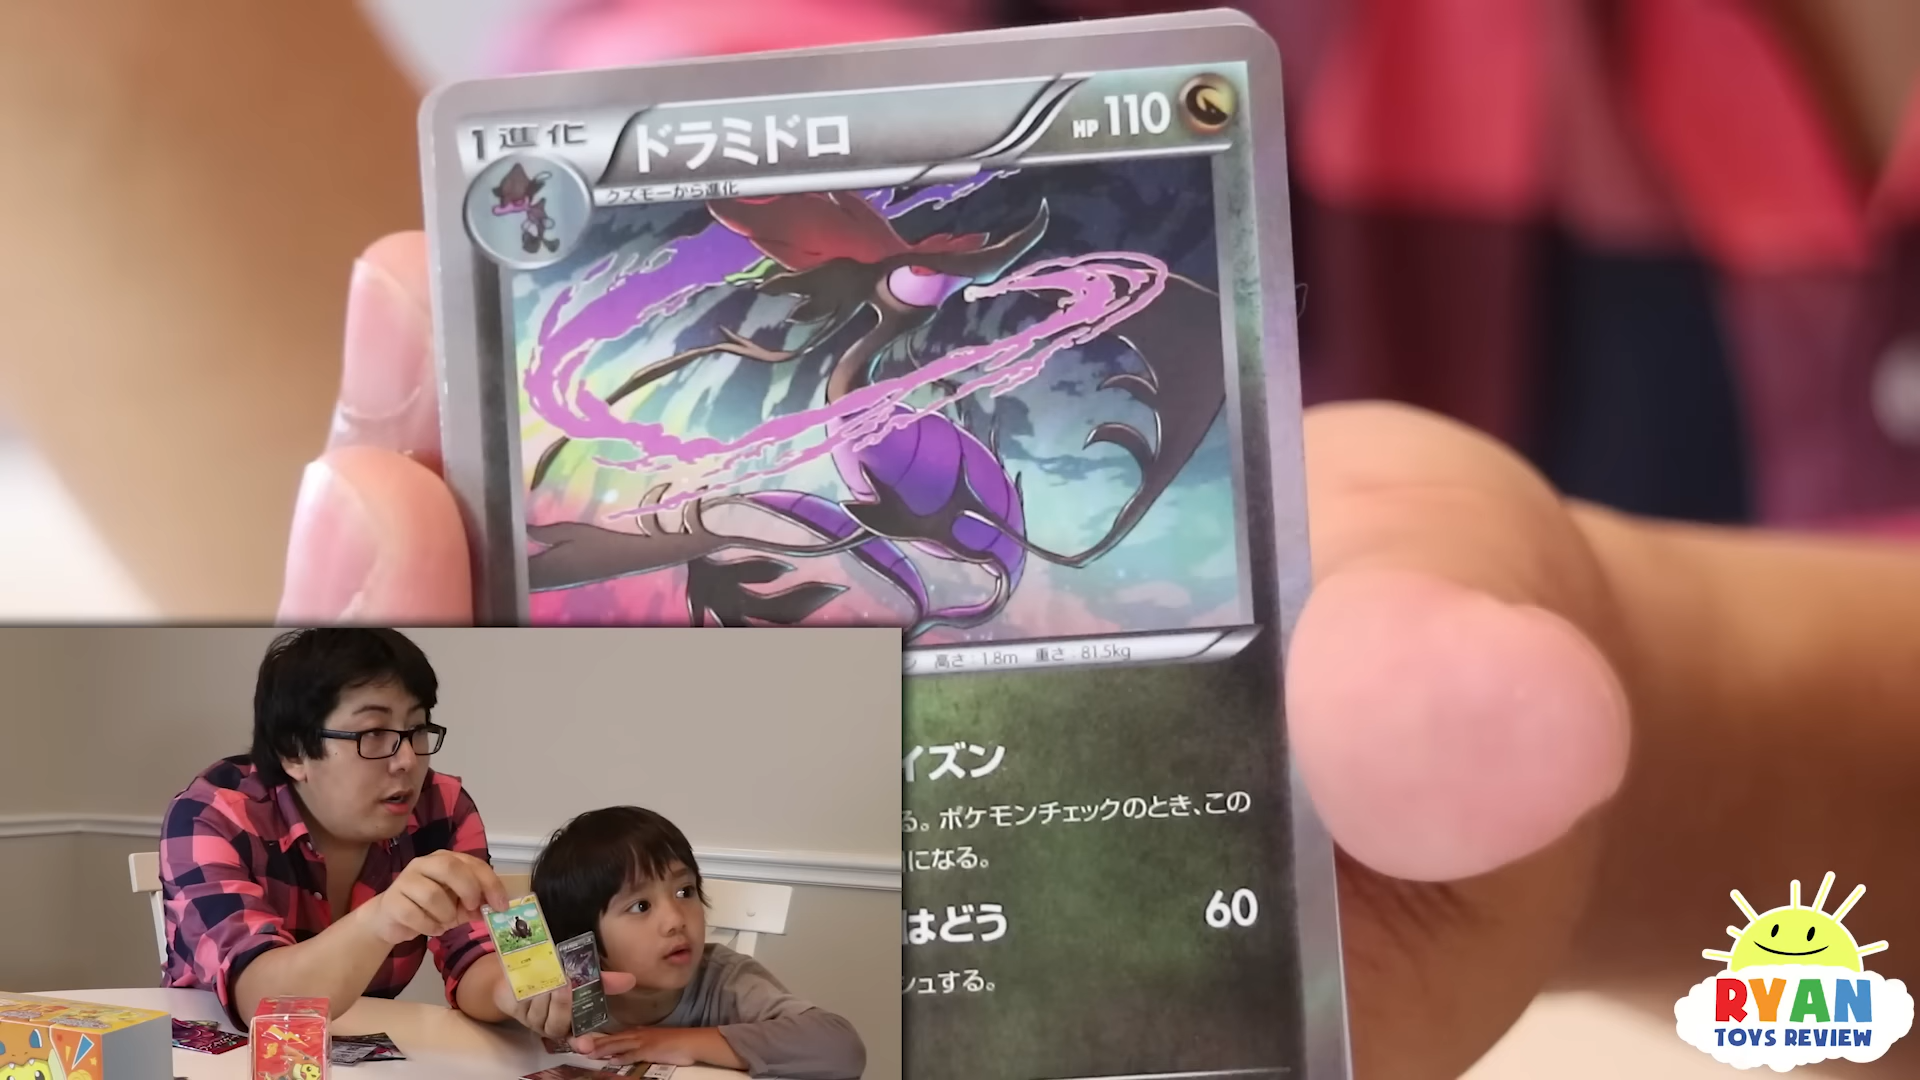 1進化 ドラミドロ HP 110
クズモーから進化
ン 高さ:1.8m 重さ:81.5kg
イズン
る。ポケモンチェックのとき、この
になる。
はどう 60
シュする。
RYAN
TOYS REVIEW